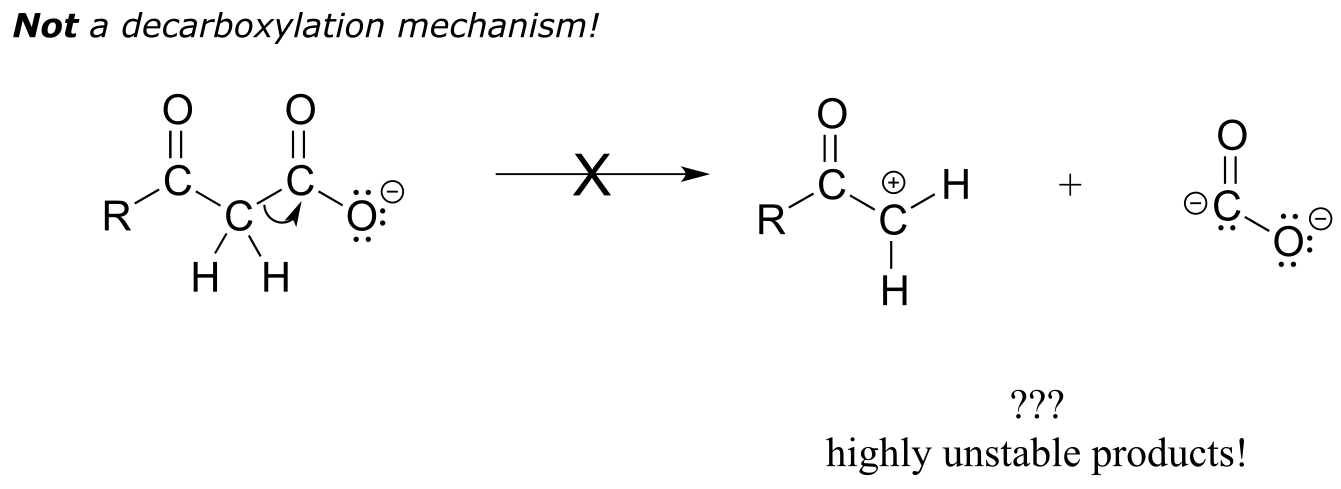 Not a decarboxylation mechanism!
O O O O
C C C ⊕ H ⊖ C
R C O ⊖ R C O ⊖
H H H
X +
???
highly unstable products!